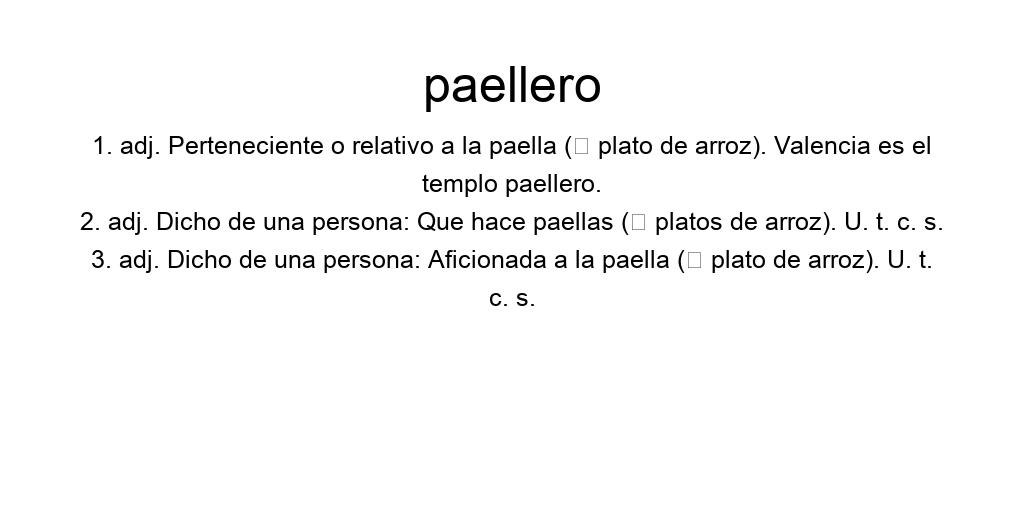 paellero
1. adj. Perteneciente o relativo a la paella (□ plato de arroz). Valencia es el
templo paellero.
2. adj. Dicho de una persona: Que hace paellas (□ platos de arroz). U. t. c. s.
3. adj. Dicho de una persona: Aficionada a la paella (□ plato de arroz). U. t.
c. s.